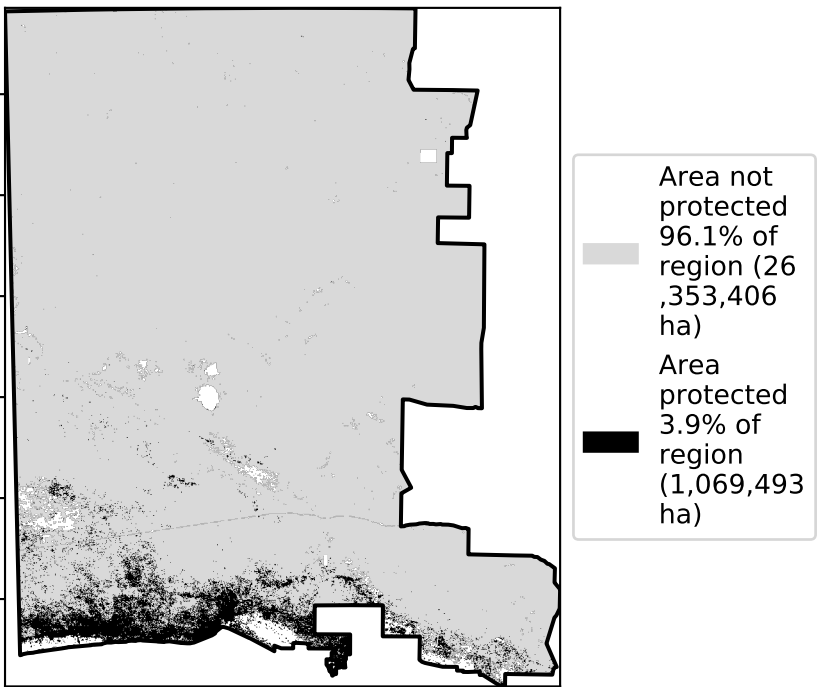 Area not
protected
96.1% of
region (26
,353,406
ha)
Area
protected
3.9% of
region
(1,069,493
ha)